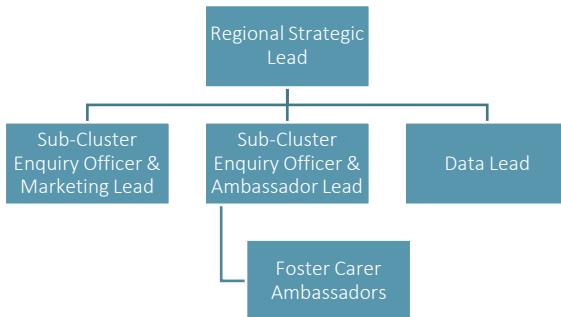 Regional Strategic
Lead
Sub-Cluster
Enquiry Officer &
Marketing Lead
Sub-Cluster
Enquiry Officer &
Ambassador Lead
Data Lead
Foster Carer
Ambassadors